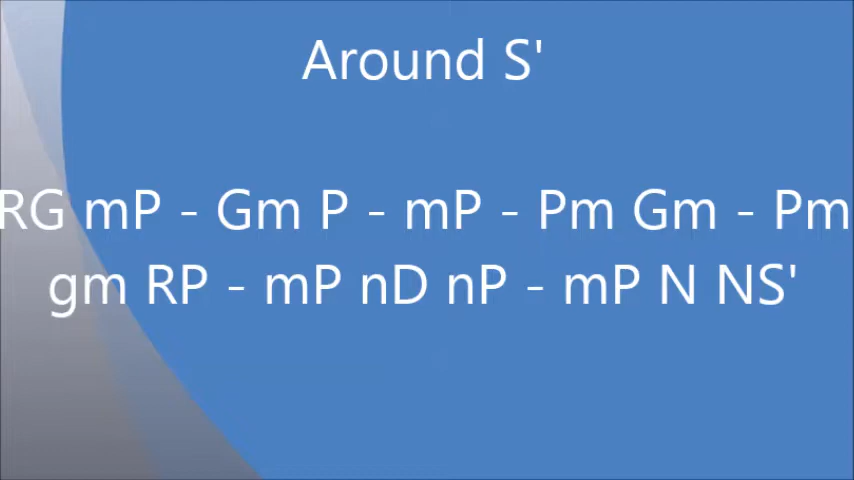 Around S'
RG mP - Gm P - mP - Pm Gm - Pm
gm RP - mP nD nP - mP N NS'